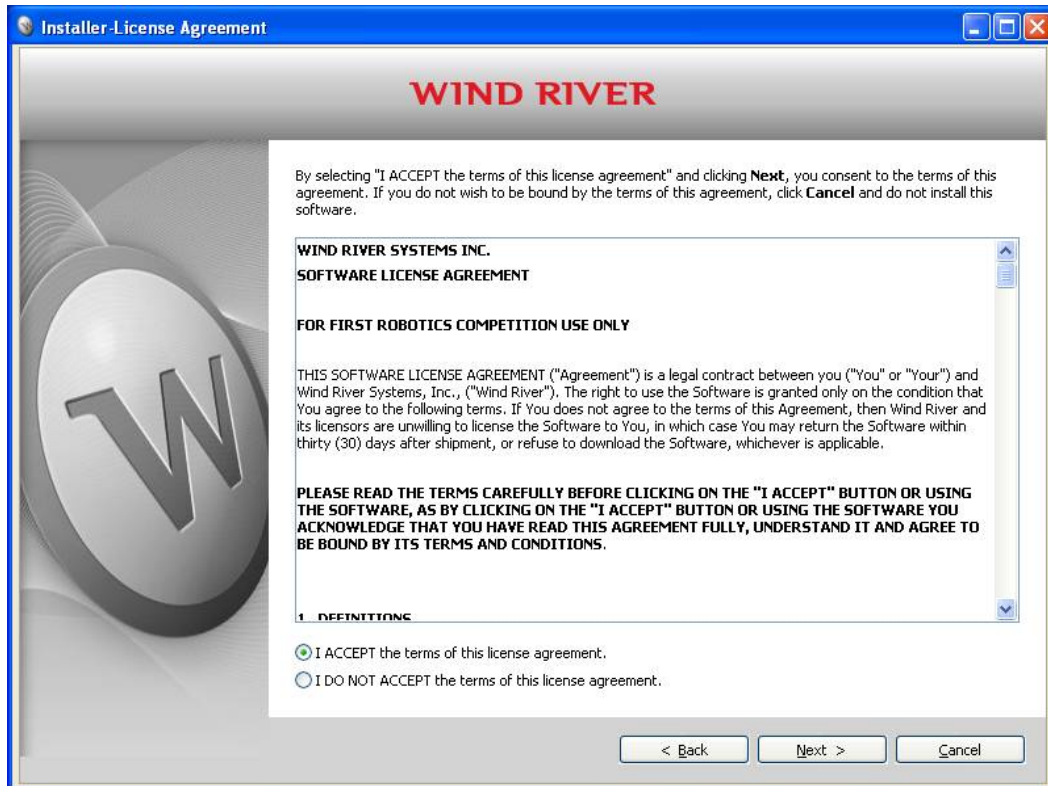 Installer-License Agreement
WIND RIVER
By selecting "I ACCEPT the terms of this license agreement" and clicking Next, you consent to the terms of this
agreement. If you do not wish to be bound by the terms of this agreement, click Cancel and do not install this
software.
WIND RIVER SYSTEMS INC.
SOFTWARE LICENSE AGREEMENT
FOR FIRST ROBOTICS COMPETITION USE ONLY
THIS SOFTWARE LICENSE AGREEMENT ("Agreement") is a legal contract between you ("You" or "Your") and
Wind River Systems, Inc., ("Wind River"). The right to use the Software is granted only on the condition that
You agree to the following terms. If You does not agree to the terms of this Agreement, then Wind River and
its licensors are unwilling to license the Software to You, in which case You may return the Software within
thirty (30) days after shipment, or refuse to download the Software, whichever is applicable.
PLEASE READ THE TERMS CAREFULLY BEFORE CLICKING ON THE "I ACCEPT" BUTTON OR USING
THE SOFTWARE, AS BY CLICKING ON THE "I ACCEPT" BUTTON OR USING THE SOFTWARE YOU
ACKNOWLEDGE THAT YOU HAVE READ THIS AGREEMENT FULLY, UNDERSTAND IT AND AGREE TO
BE BOUND BY ITS TERMS AND CONDITIONS.
1. DEFINITIONS
W
I ACCEPT the terms of this license agreement.
I DO NOT ACCEPT the terms of this license agreement.
< Back
Next >
Cancel